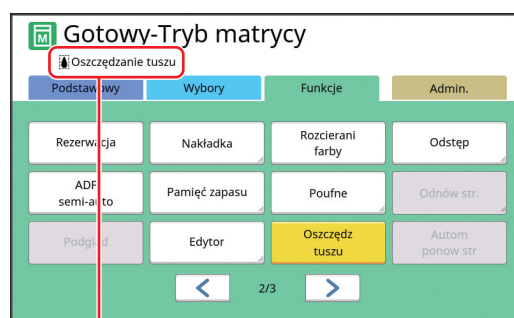 M Gotowy-Tryb matrycy
Oszczędzanie tuszu
Podstawowy Wybory Funkcje Admin.
Rezerwacja Nakładka Rozcierani farby Odstęp
ADF semi-auto Pamięć zapasu Poufne Odnów str.
Podgląd Edytor Oszczędz tuszu Autom ponow str
2/3